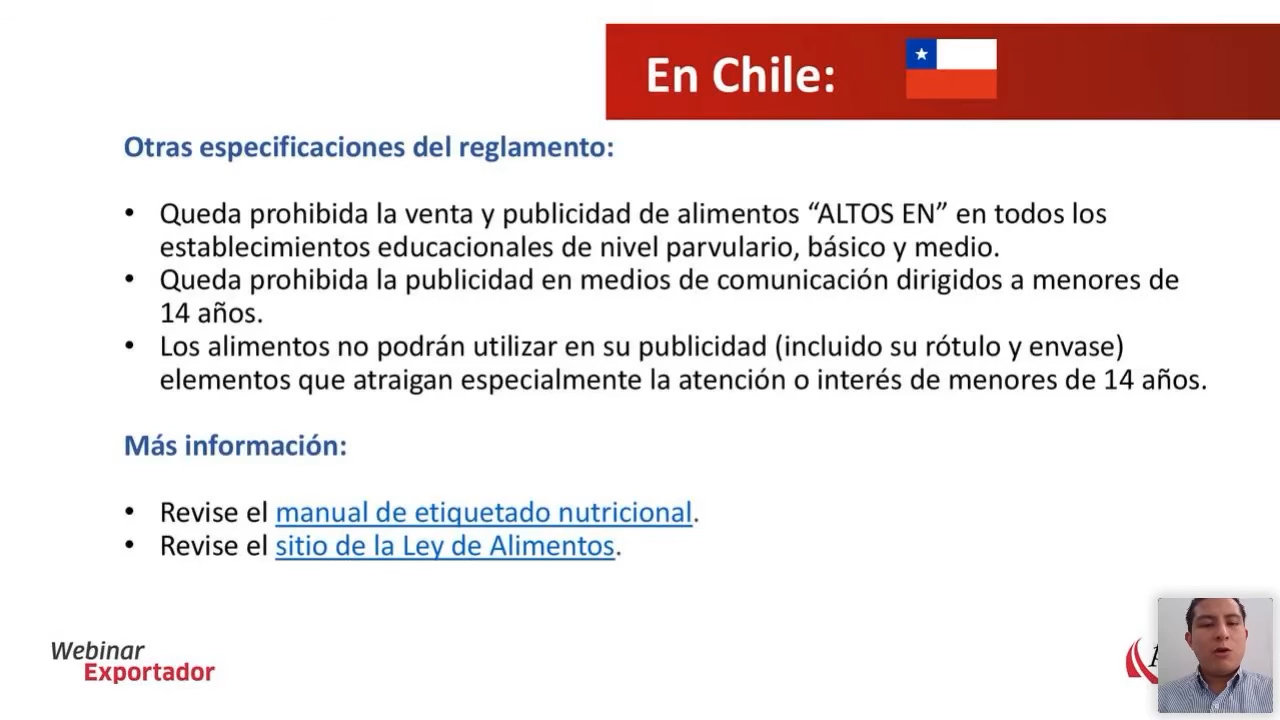 En Chile:
Otras especificaciones del reglamento:
• Queda prohibida la venta y publicidad de alimentos “ALTOS EN” en todos los
establecimientos educacionales de nivel parvulario, básico y medio.
• Queda prohibida la publicidad en medios de comunicación dirigidos a menores de
14 años.
• Los alimentos no podrán utilizar en su publicidad (incluido su rótulo y envase)
elementos que atraigan especialmente la atención o interés de menores de 14 años.
Más información:
• Revise el manual de etiquetado nutricional.
• Revise el sitio de la Ley de Alimentos.
Webinar
Exportador